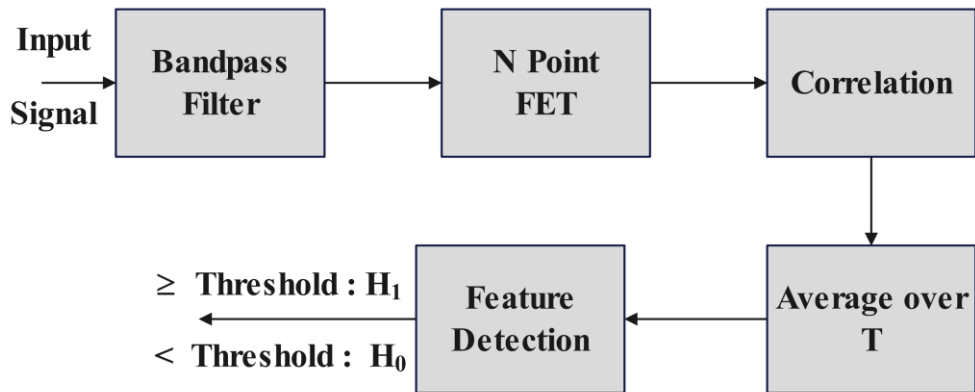 Input
Signal
Bandpass
Filter
N Point
FET
Correlation
Average over
T
Feature
Detection
≥ Threshold : H₁
< Threshold : H₀